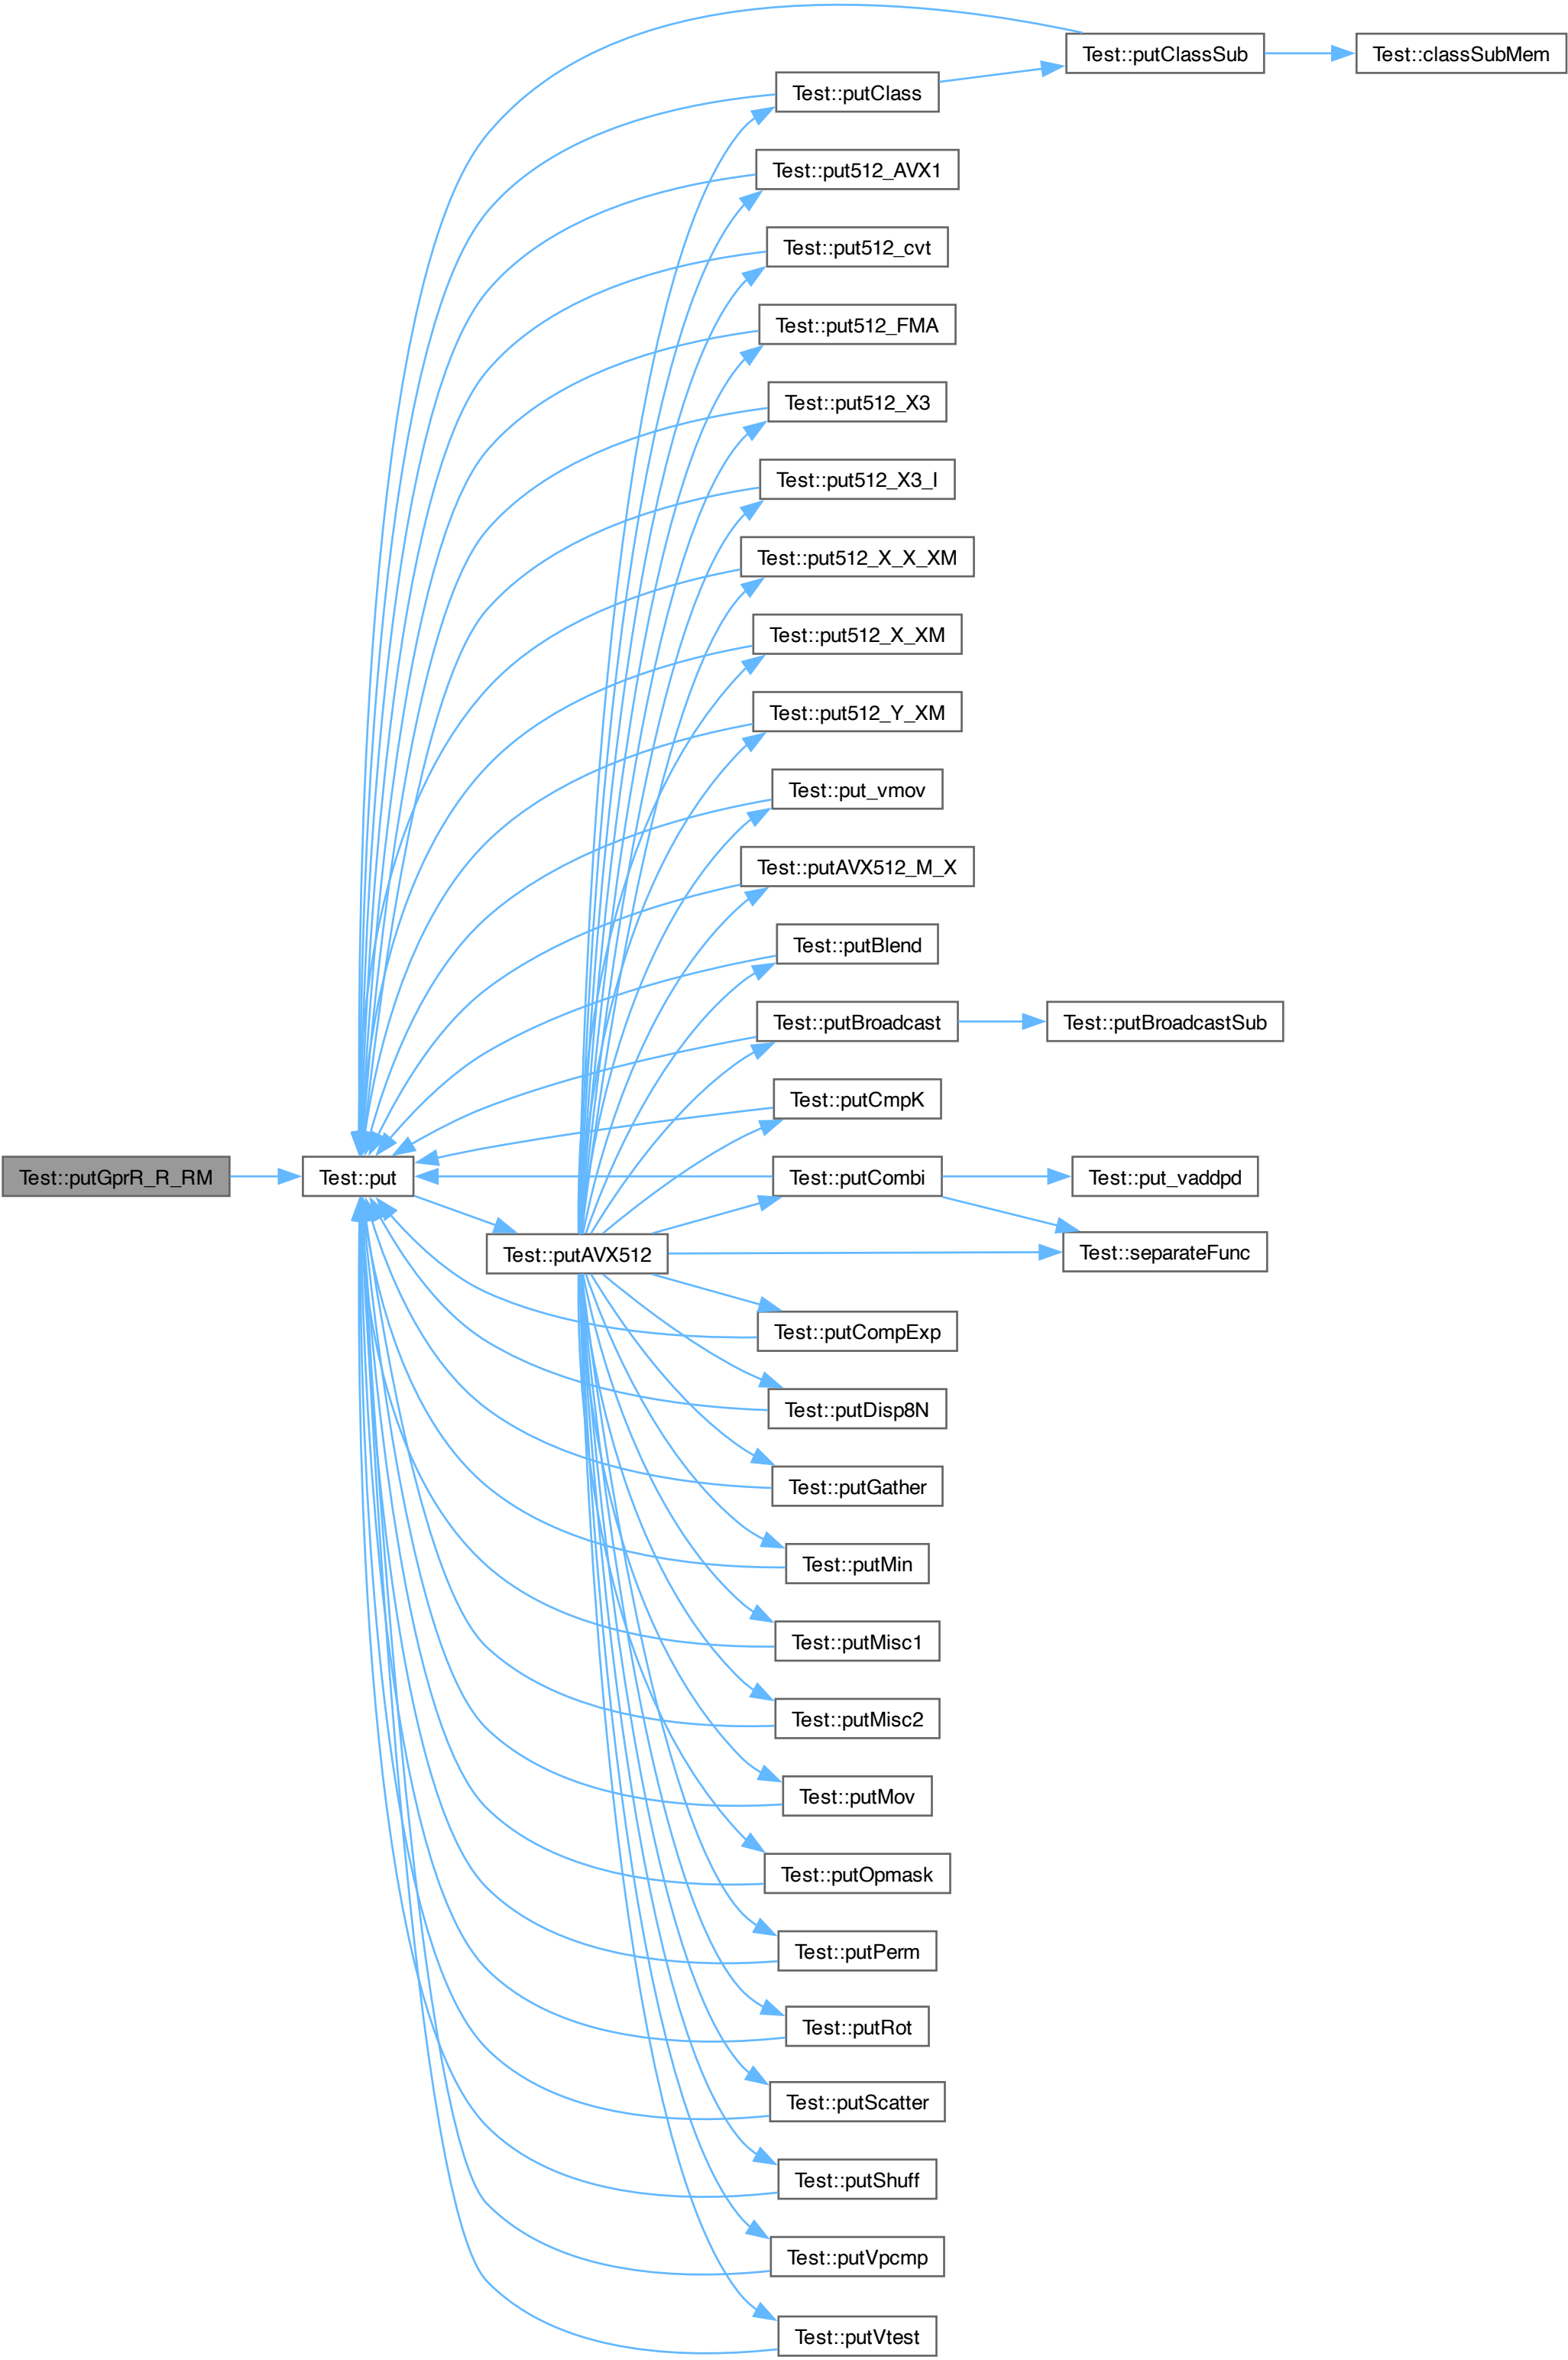 Test::putClassSub
Test::classSubMem
Test::putClass
Test::put512_AVX1
Test::put512_cvt
Test::put512_FMA
Test::put512_X3
Test::put512_X3_I
Test::put512_X_X_XM
Test::put512_X_XM
Test::put512_Y_XM
Test::put_vmov
Test::putAVX512_M_X
Test::putBlend
Test::putBroadcast
Test::putBroadcastSub
Test::putCmpK
Test::putGprR_R_RM
Test::put
Test::putCombi
Test::put_vaddpd
Test::putAVX512
Test::separateFunc
Test::putCompExp
Test::putDisp8N
Test::putGather
Test::putMin
Test::putMisc1
Test::putMisc2
Test::putMov
Test::putOpmask
Test::putPerm
Test::putRot
Test::putScatter
Test::putShuff
Test::putVpcmp
Test::putVtest